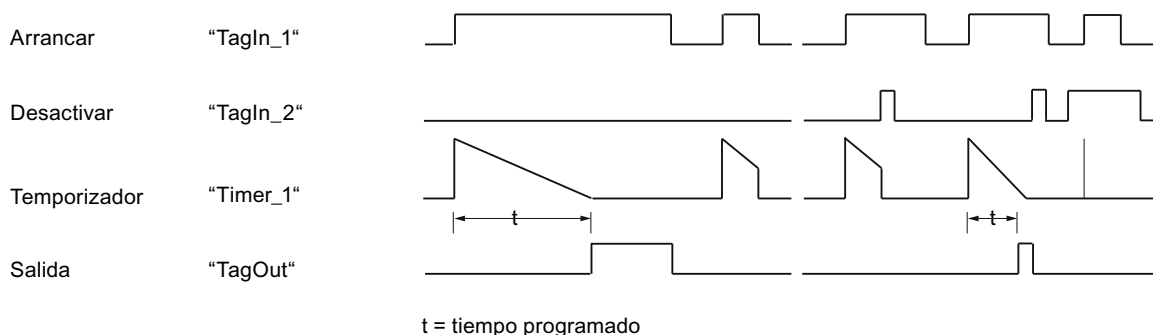 Arrancar "TagIn_1“
Desactivar “TagIn_2“
Temporizador “Timer_1“
t t
Salida “TagOut“
t = tiempo programado